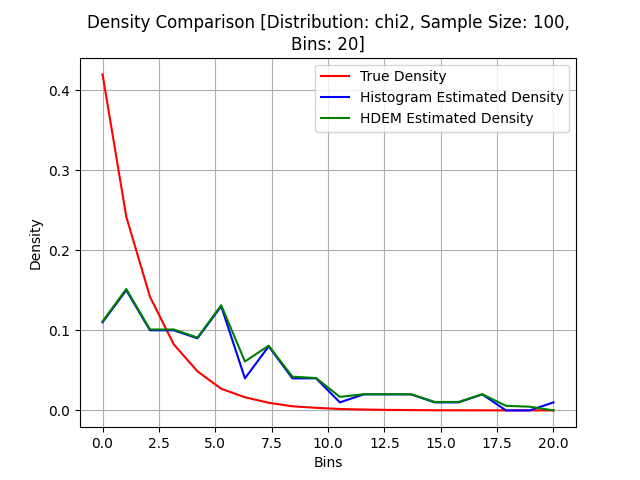 Density Comparison [Distribution: chi2, Sample Size: 100,
Bins: 20]
True Density
Histogram Estimated Density
HDEM Estimated Density
Density
0.4
0.3
0.2
0.1
0.0
0.0 2.5 5.0 7.5 10.0 12.5 15.0 17.5 20.0
Bins